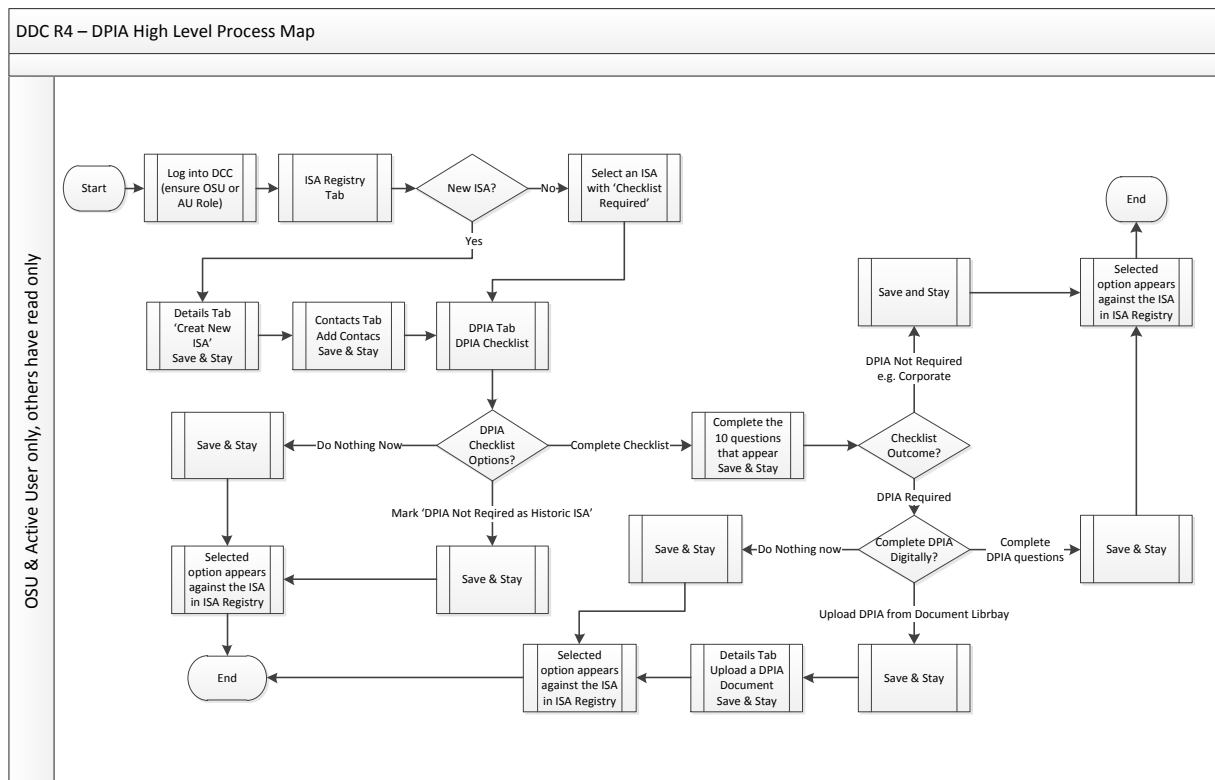 DDC R4 – DPIA High Level Process Map
OSU & Active User only, others have read only
Start
Log into DCC
(ensure OSU or
AU Role)
ISA Registry
Tab
New ISA?
No
Select an ISA
with ‘Checklist
Required’
Yes
Details Tab
‘Creat New
ISA’
Save & Stay
Contacts Tab
Add Contacs
Save & Stay
DPIA Tab
DPIA Checklist
Save and Stay
Selected
option appears
against the ISA
in ISA Registry
End
DPIA Not Required
e.g. Corporate
Save & Stay
Do Nothing Now
DPIA
Checklist
Options?
Complete Checklist
Complete the
10 questions
that appear
Save & Stay
Checklist
Outcome?
DPIA Required
Mark ‘DPIA Not Reqired as Historic ISA’
Selected
option appears
against the ISA
in ISA Registry
Save & Stay
Save & Stay
Do Nothing now
Complete DPIA
Digitally?
Complete
DPIA questions
Save & Stay
Upload DPIA from Document Librbay
End
Selected
option appears
against the ISA
in ISA Registry
Details Tab
Upload a DPIA
Document
Save & Stay
Save & Stay